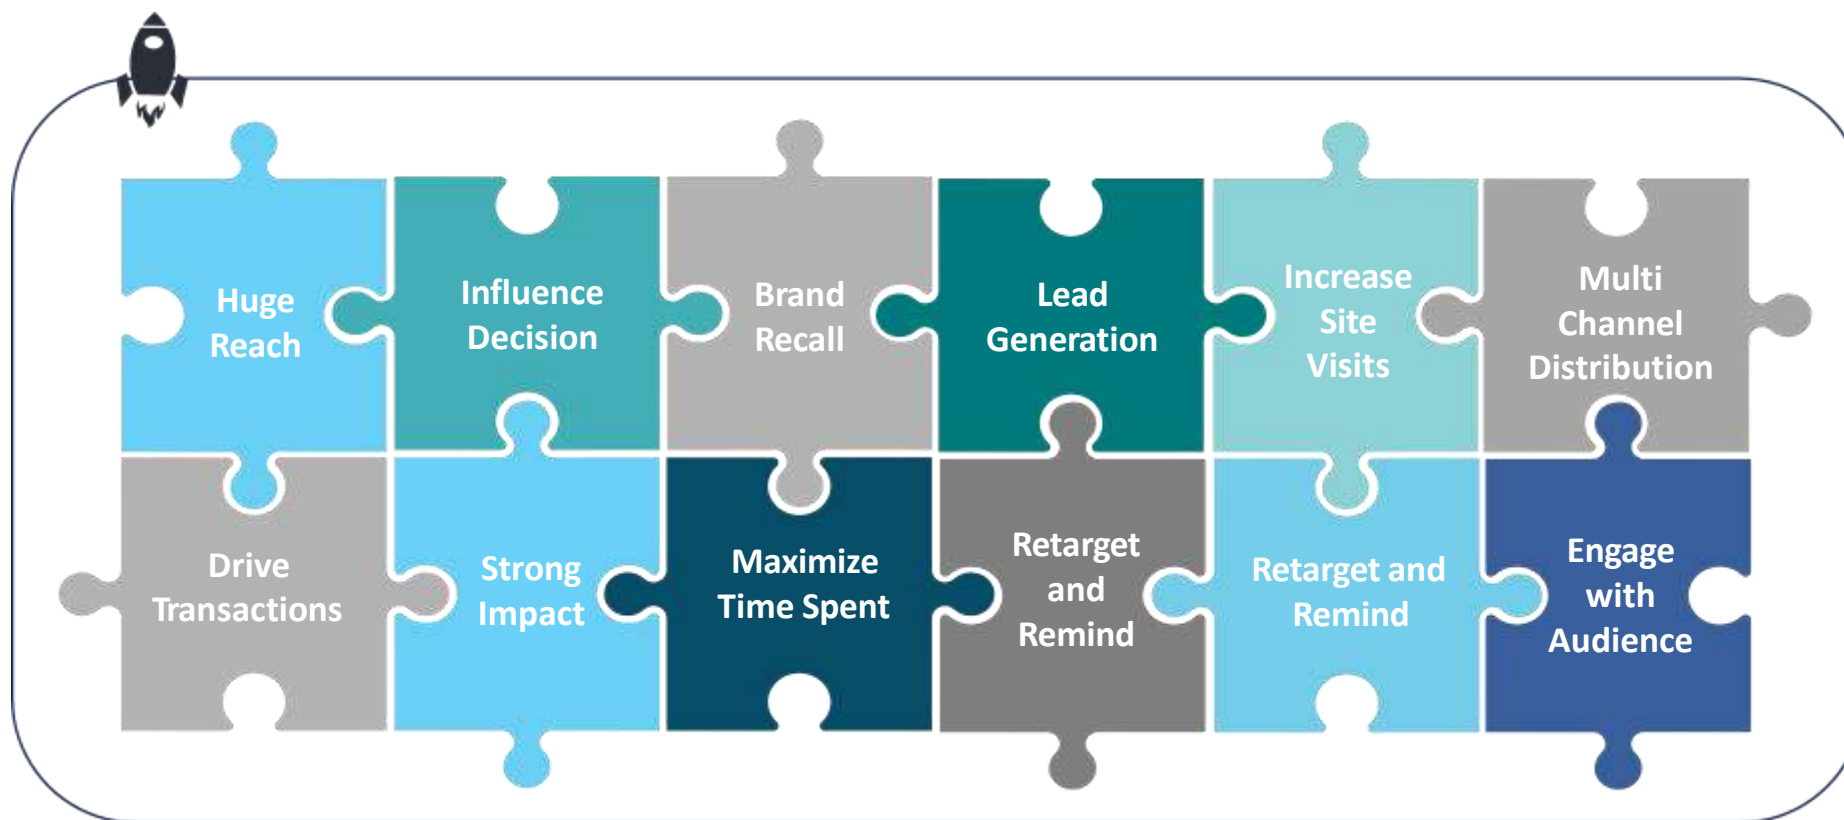 Huge
Reach
Influence
Decision
Brand
Recall
Lead
Generation
Increase
Site
Visits
Multi
Channel
Distribution
Drive
Transactions
Strong
Impact
Maximize
Time Spent
Retarget
and
Remind
Retarget and
Remind
Engage
with
Audience